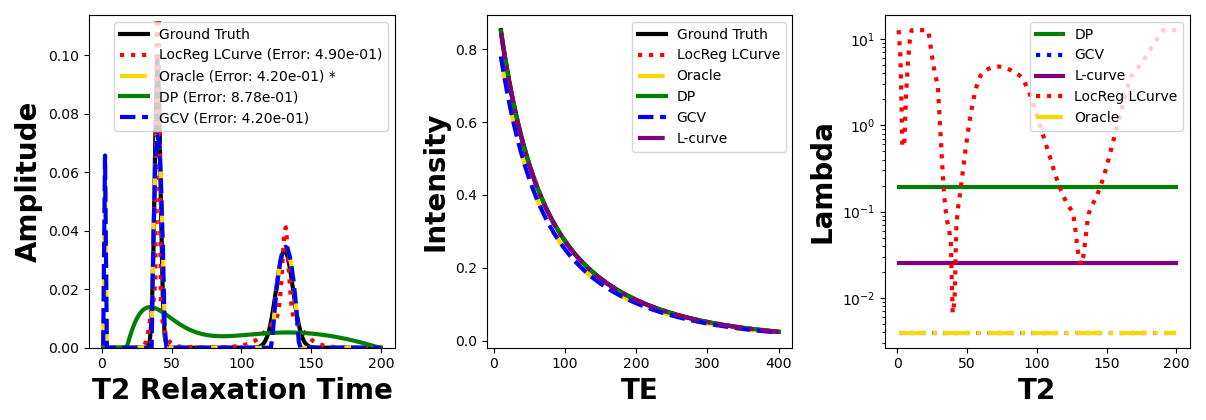 Amplitude
0.10
0.08
0.06
0.04
0.02
0.00
Ground Truth
LocReg LCurve (Error: 4.90e-01)
Oracle (Error: 4.20e-01) *
DP (Error: 8.78e-01)
GCV (Error: 4.20e-01)
0 50 100 150 200
T2 Relaxation Time
Intensity
0.8
0.6
0.4
0.2
0.0
Ground Truth
LocReg LCurve
Oracle
DP
GCV
L-curve
0 100 200 300 400
TE
Lambda
10¹
10⁰
10⁻¹
10⁻²
DP
GCV
L-curve
LocReg LCurve
Oracle
0 50 100 150 200
T2